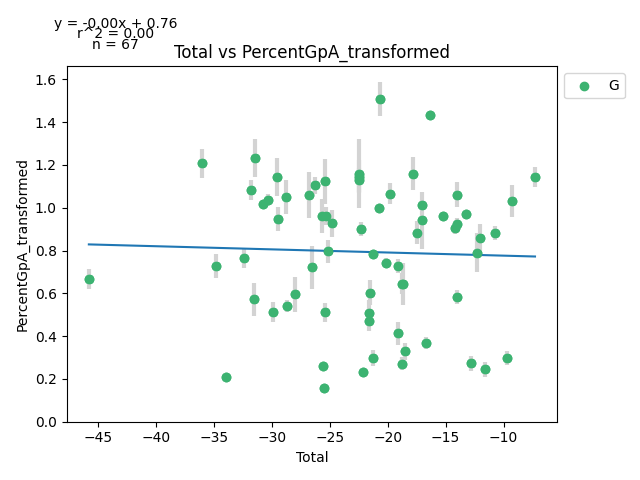 y = -0.00x + 0.76
r^2 = 0.00
n = 67
Total vs PercentGpA_transformed
G
PercentGpA_transformed
1.6
1.4
1.2
1.0
0.8
0.6
0.4
0.2
0.0
−45 −40 −35 −30 −25 −20 −15 −10
Total